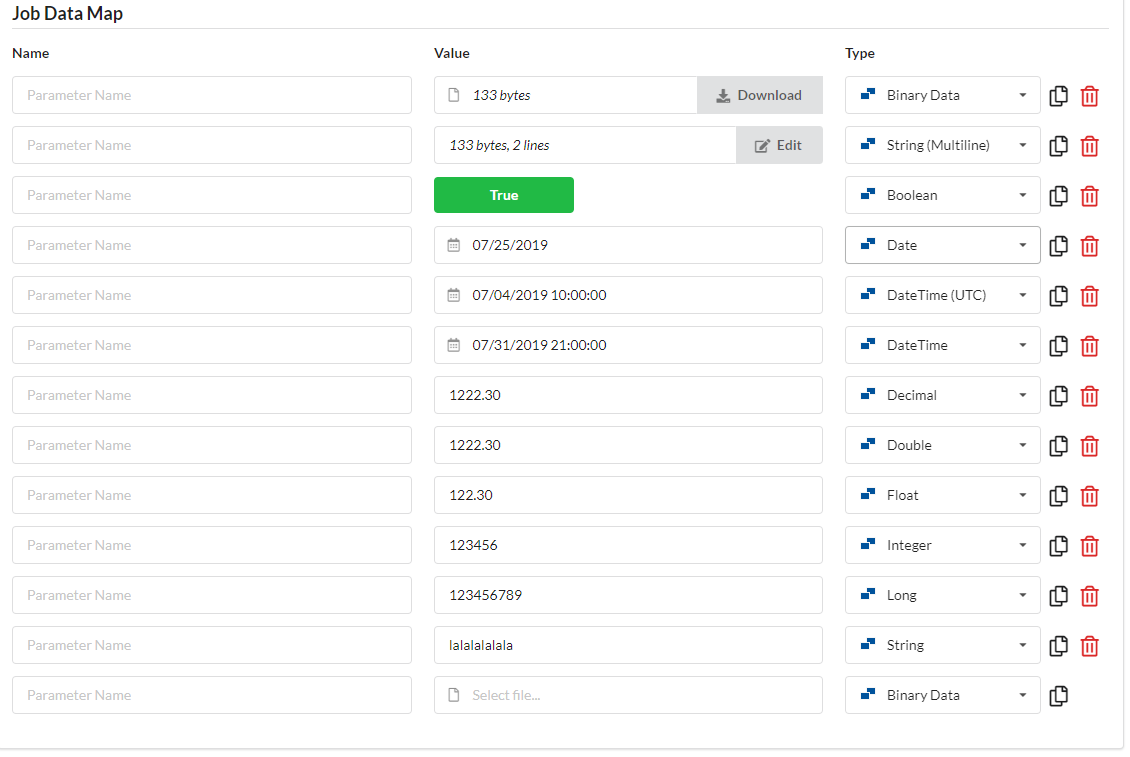 Job Data Map
Name Value Type
Parameter Name 133 bytes Download Binary Data
Parameter Name 133 bytes, 2 lines Edit String (Multiline)
Parameter Name True Boolean
Parameter Name 07/25/2019 Date
Parameter Name 07/04/2019 10:00:00 DateTime (UTC)
Parameter Name 07/31/2019 21:00:00 DateTime
Parameter Name 1222.30 Decimal
Parameter Name 1222.30 Double
Parameter Name 122.30 Float
Parameter Name 123456 Integer
Parameter Name 123456789 Long
Parameter Name lalalalalala String
Parameter Name Select file... Binary Data